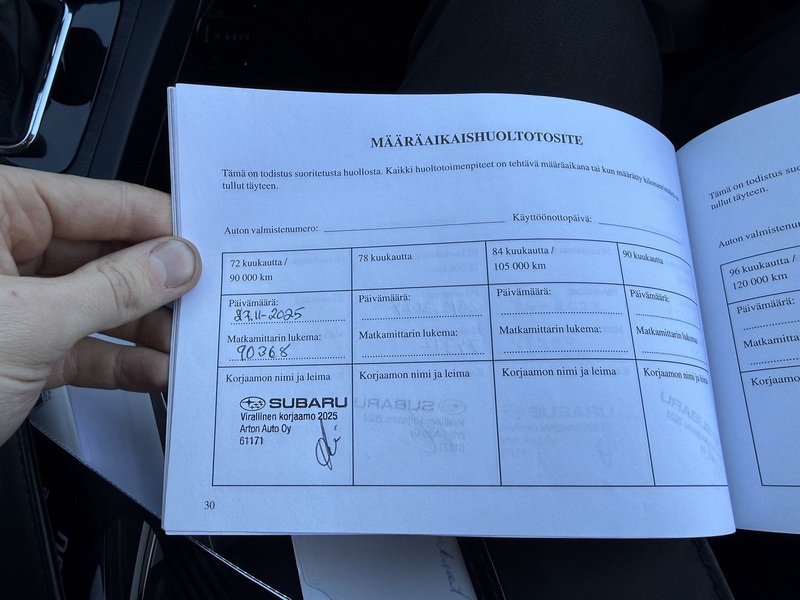 MÄÄRÄAIKAISHUOLTOTOSITE
Tämä on todistus suoritetusta huollosta. Kaikki huoltotoimenpiteet on tehtävä määräaikana tai kun määrätty
tullut täyteen.
Auton valmistenumero:
Käyttöönottopäivä:
72 kuukautta /
90 000 km
78 kuukautta
84 kuukautta /
105 000 km
90 kuukautta
Päivämäärä:
27.11-2025
Päivämäärä:
Päivämäärä:
Päivämäärä:
Matkamittarin lukema:
90368
Matkamittarin lukema:
Matkamittarin lukema:
Matkamittarin lukema:
Korjaamon nimi ja leima
Korjaamon nimi ja leima
Korjaamon nimi ja leima
Korjaamon nimi ja leima
SUBARU
Virallinen korjaamo 2025
Arton Auto Oy
61171
30
Tämä on todistus
tullut täyteen.
Auton valmistenu
96 kuukautta /
120 000 km
Päivämäärä:
Matkamitta
Korjaamo